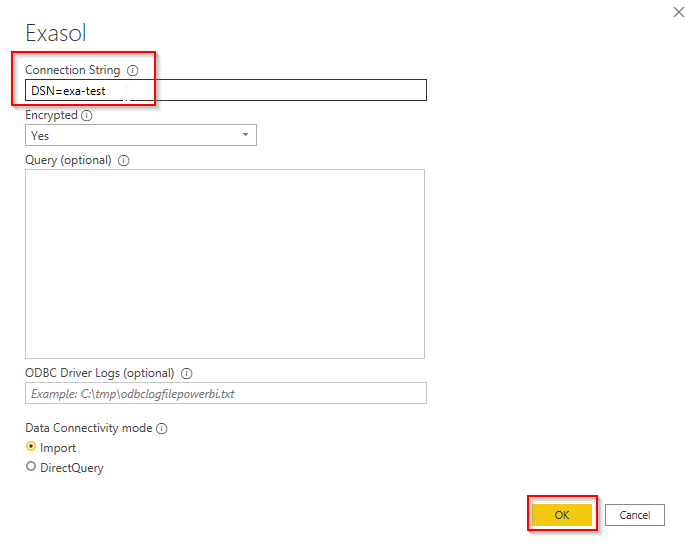 Exasol
Connection String
DSN=exa-test
Encrypted
Yes
Query (optional)
ODBC Driver Logs (optional)
Example: C:\tmp\odbclogfilepowerbi.txt
Data Connectivity mode
Import
DirectQuery
OK
Cancel